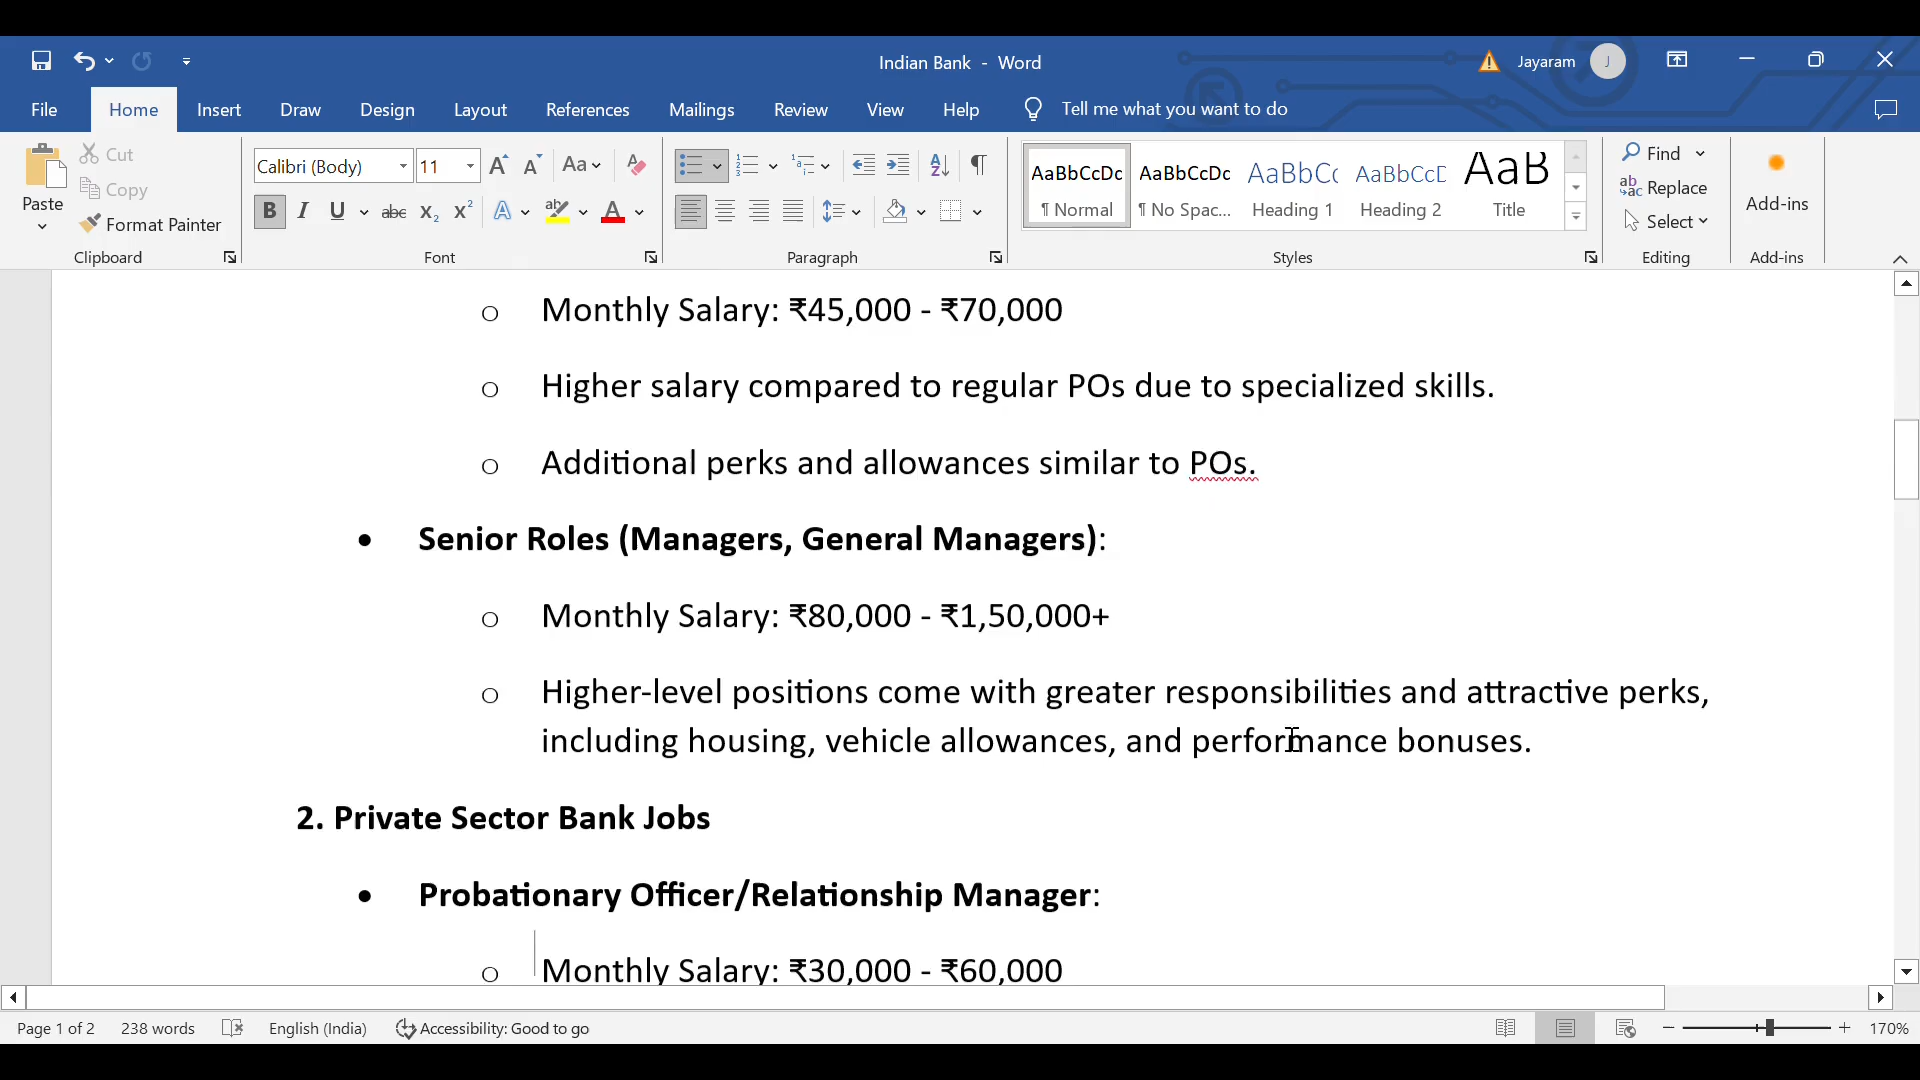 Indian Bank - Word
Jayaram
J
File Home Insert Draw Design Layout References Mailings Review View Help Tell me what you want to do
Paste
Cut
Copy
Format Painter
Clipboard
Calibri (Body) 11
Aa
B I U abc X₂ X² A ab A
Font
Paragraph
AaBbCcDc AaBbCcDc AaBbCc AaBbCcE AaB
¶ Normal ¶ No Spac... Heading 1 Heading 2 Title
Styles
Find
Replace
Select
Editing
Add-ins
Add-ins
o Monthly Salary: ₹45,000 - ₹70,000
o Higher salary compared to regular POs due to specialized skills.
o Additional perks and allowances similar to POs.
• Senior Roles (Managers, General Managers):
o Monthly Salary: ₹80,000 - ₹1,50,000+
o Higher-level positions come with greater responsibilities and attractive perks,
including housing, vehicle allowances, and performance bonuses.
2. Private Sector Bank Jobs
• Probationary Officer/Relationship Manager:
o Monthly Salary: ₹30,000 - ₹60,000
Page 1 of 2 238 words English (India) Accessibility: Good to go 170%